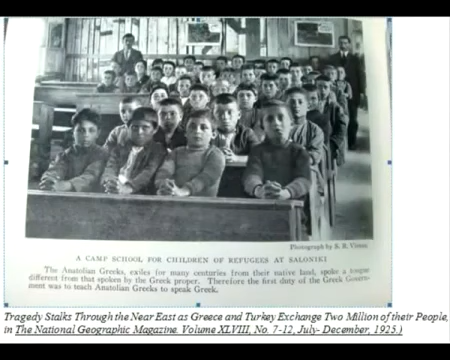 Photograph by S. R. Vinton
A CAMP SCHOOL FOR CHILDREN OF REFUGEES AT SALONIKI
The Anatolian Greeks, exiles for many centuries from their native land, spoke a tongue
different from that spoken by the Greek proper. Therefore the first duty of the Greek Govern-
ment was to teach Anatolian Greeks to speak Greek.
Tragedy Stalks Through the Near East as Greece and Turkey Exchange Two Million of their People,
in The National Geographic Magazine. Volume XLVIII, No. 7-12, July- December, 1925.)